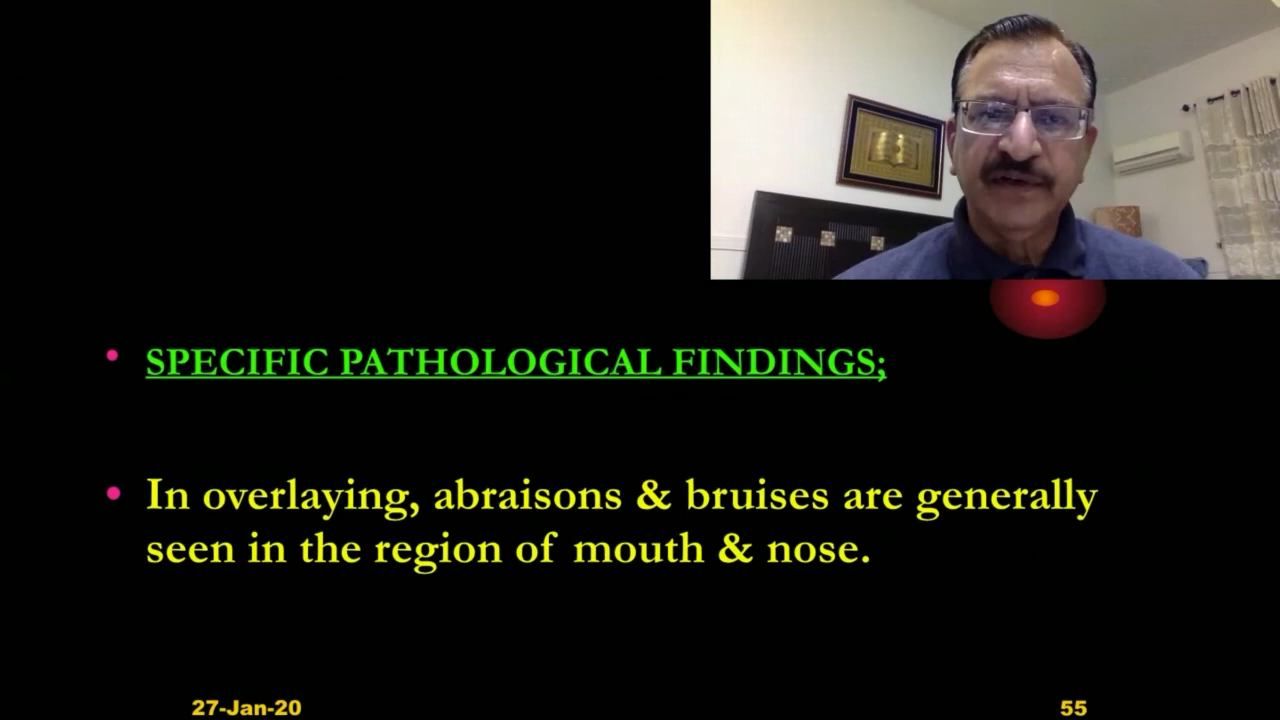 SPECIFIC PATHOLOGICAL FINDINGS;
In overlaying, abraisons & bruises are generally
seen in the region of mouth & nose.
27-Jan-20
55